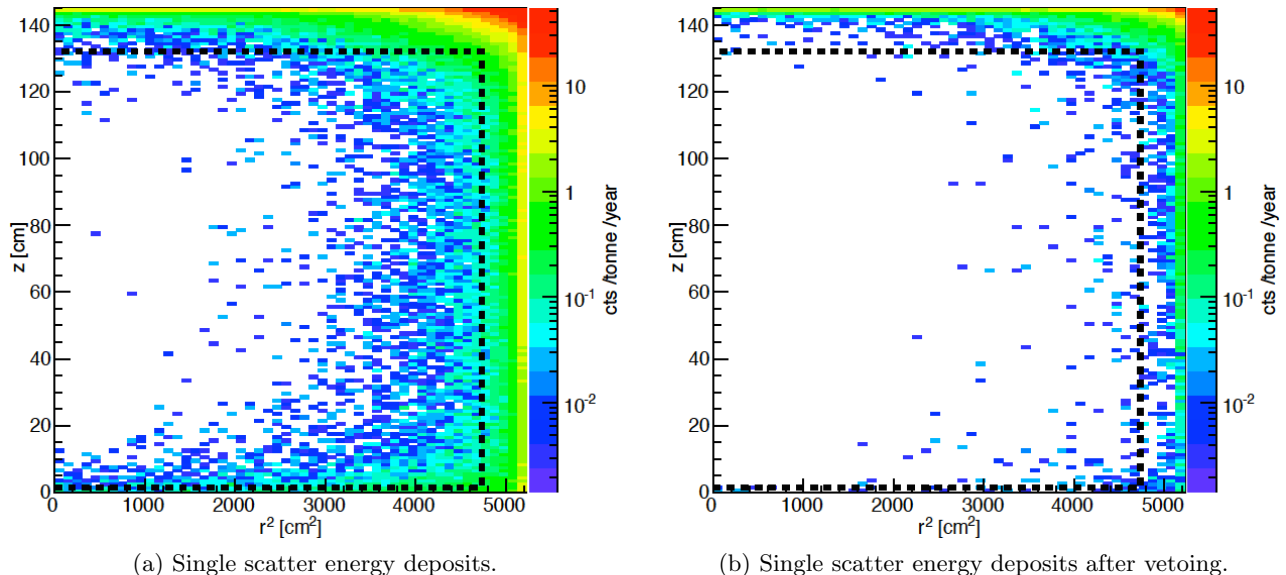 140
120
100
80
60
40
20
0
z [cm]
0 1000 2000 3000 4000 5000
r² [cm²]
10
1
10⁻¹
10⁻²
cts /tonne /year
(a) Single scatter energy deposits.
140
120
100
80
60
40
20
0
z [cm]
0 1000 2000 3000 4000 5000
r² [cm²]
10
1
10⁻¹
10⁻²
cts /tonne /year
(b) Single scatter energy deposits after vetoing.